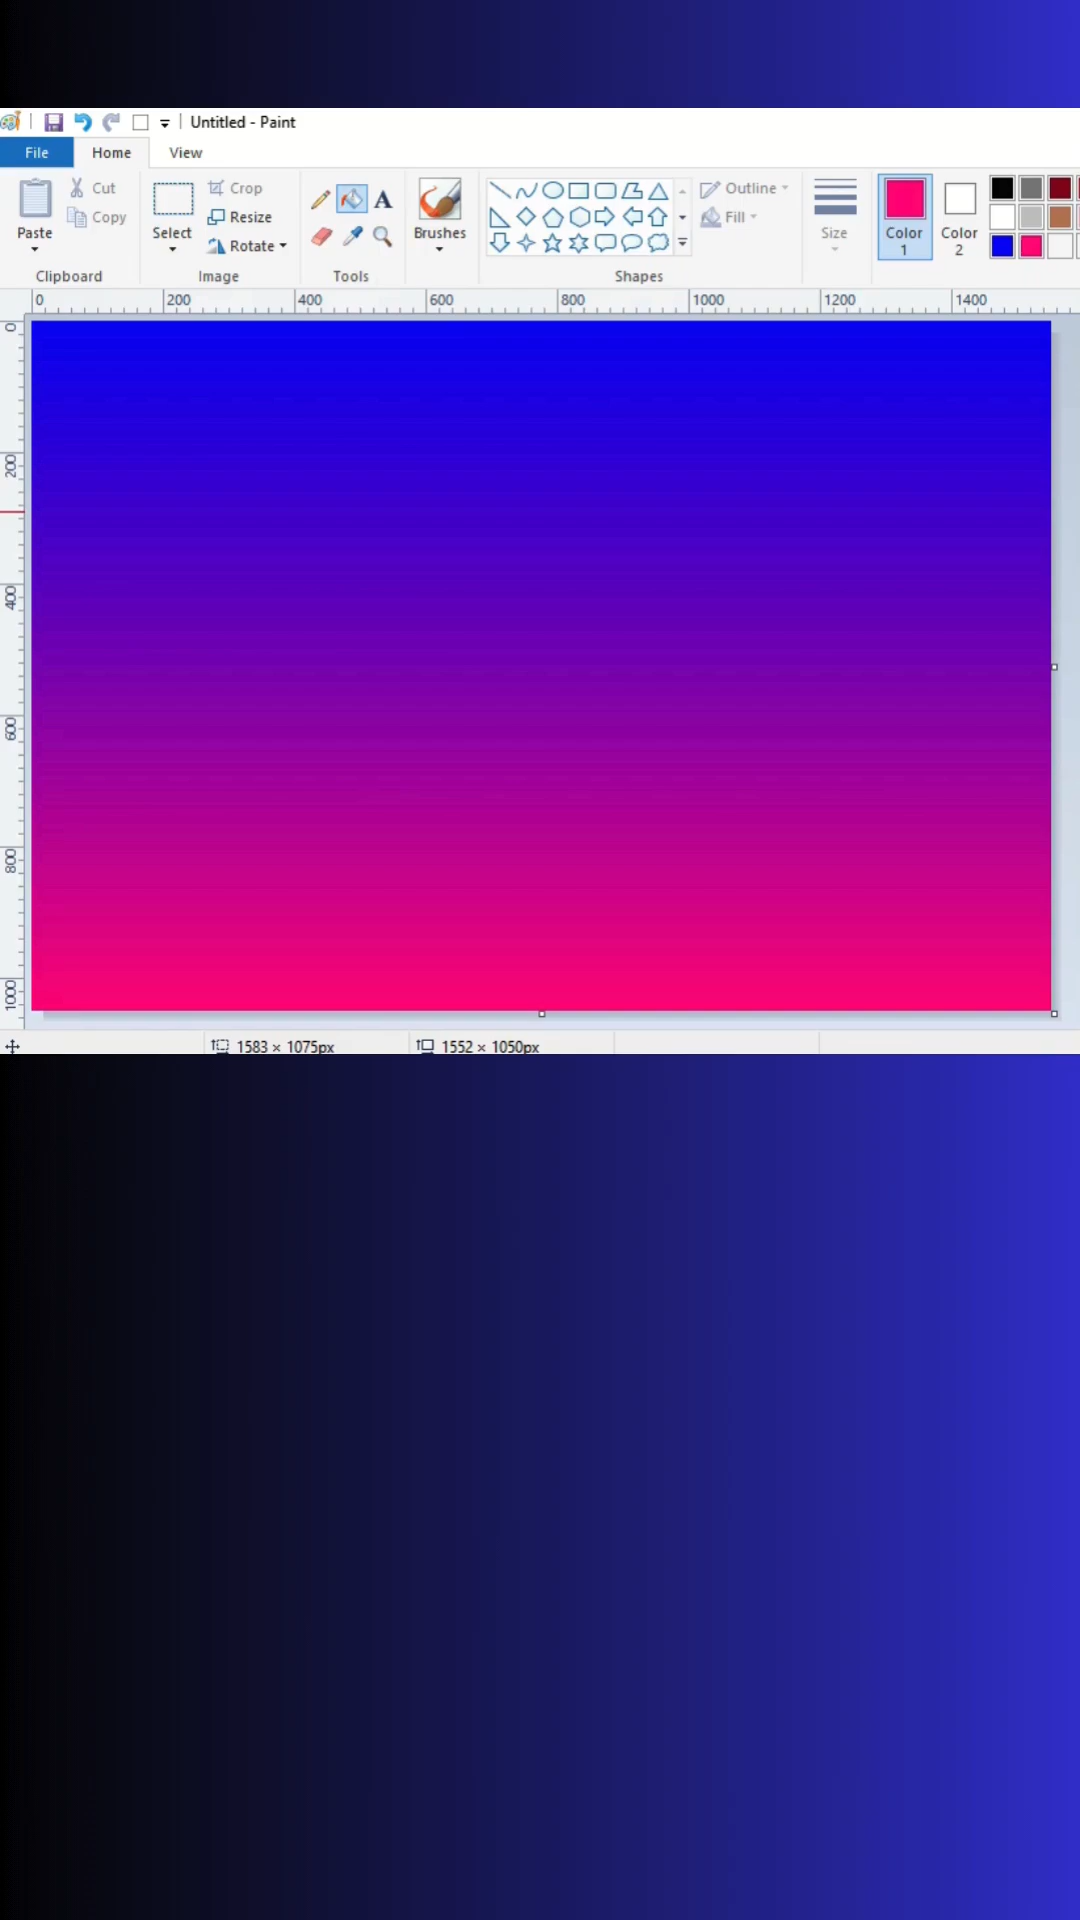 Untitled - Paint
File Home View
Paste Cut Copy Select Crop Resize Rotate A Brushes Outline Fill Size Color 1 Color 2
Clipboard Image Tools Shapes
0 200 400 600 800 1000 1200 1400
0
200
400
600
800
1000
1583 × 1075px 1552 × 1050px